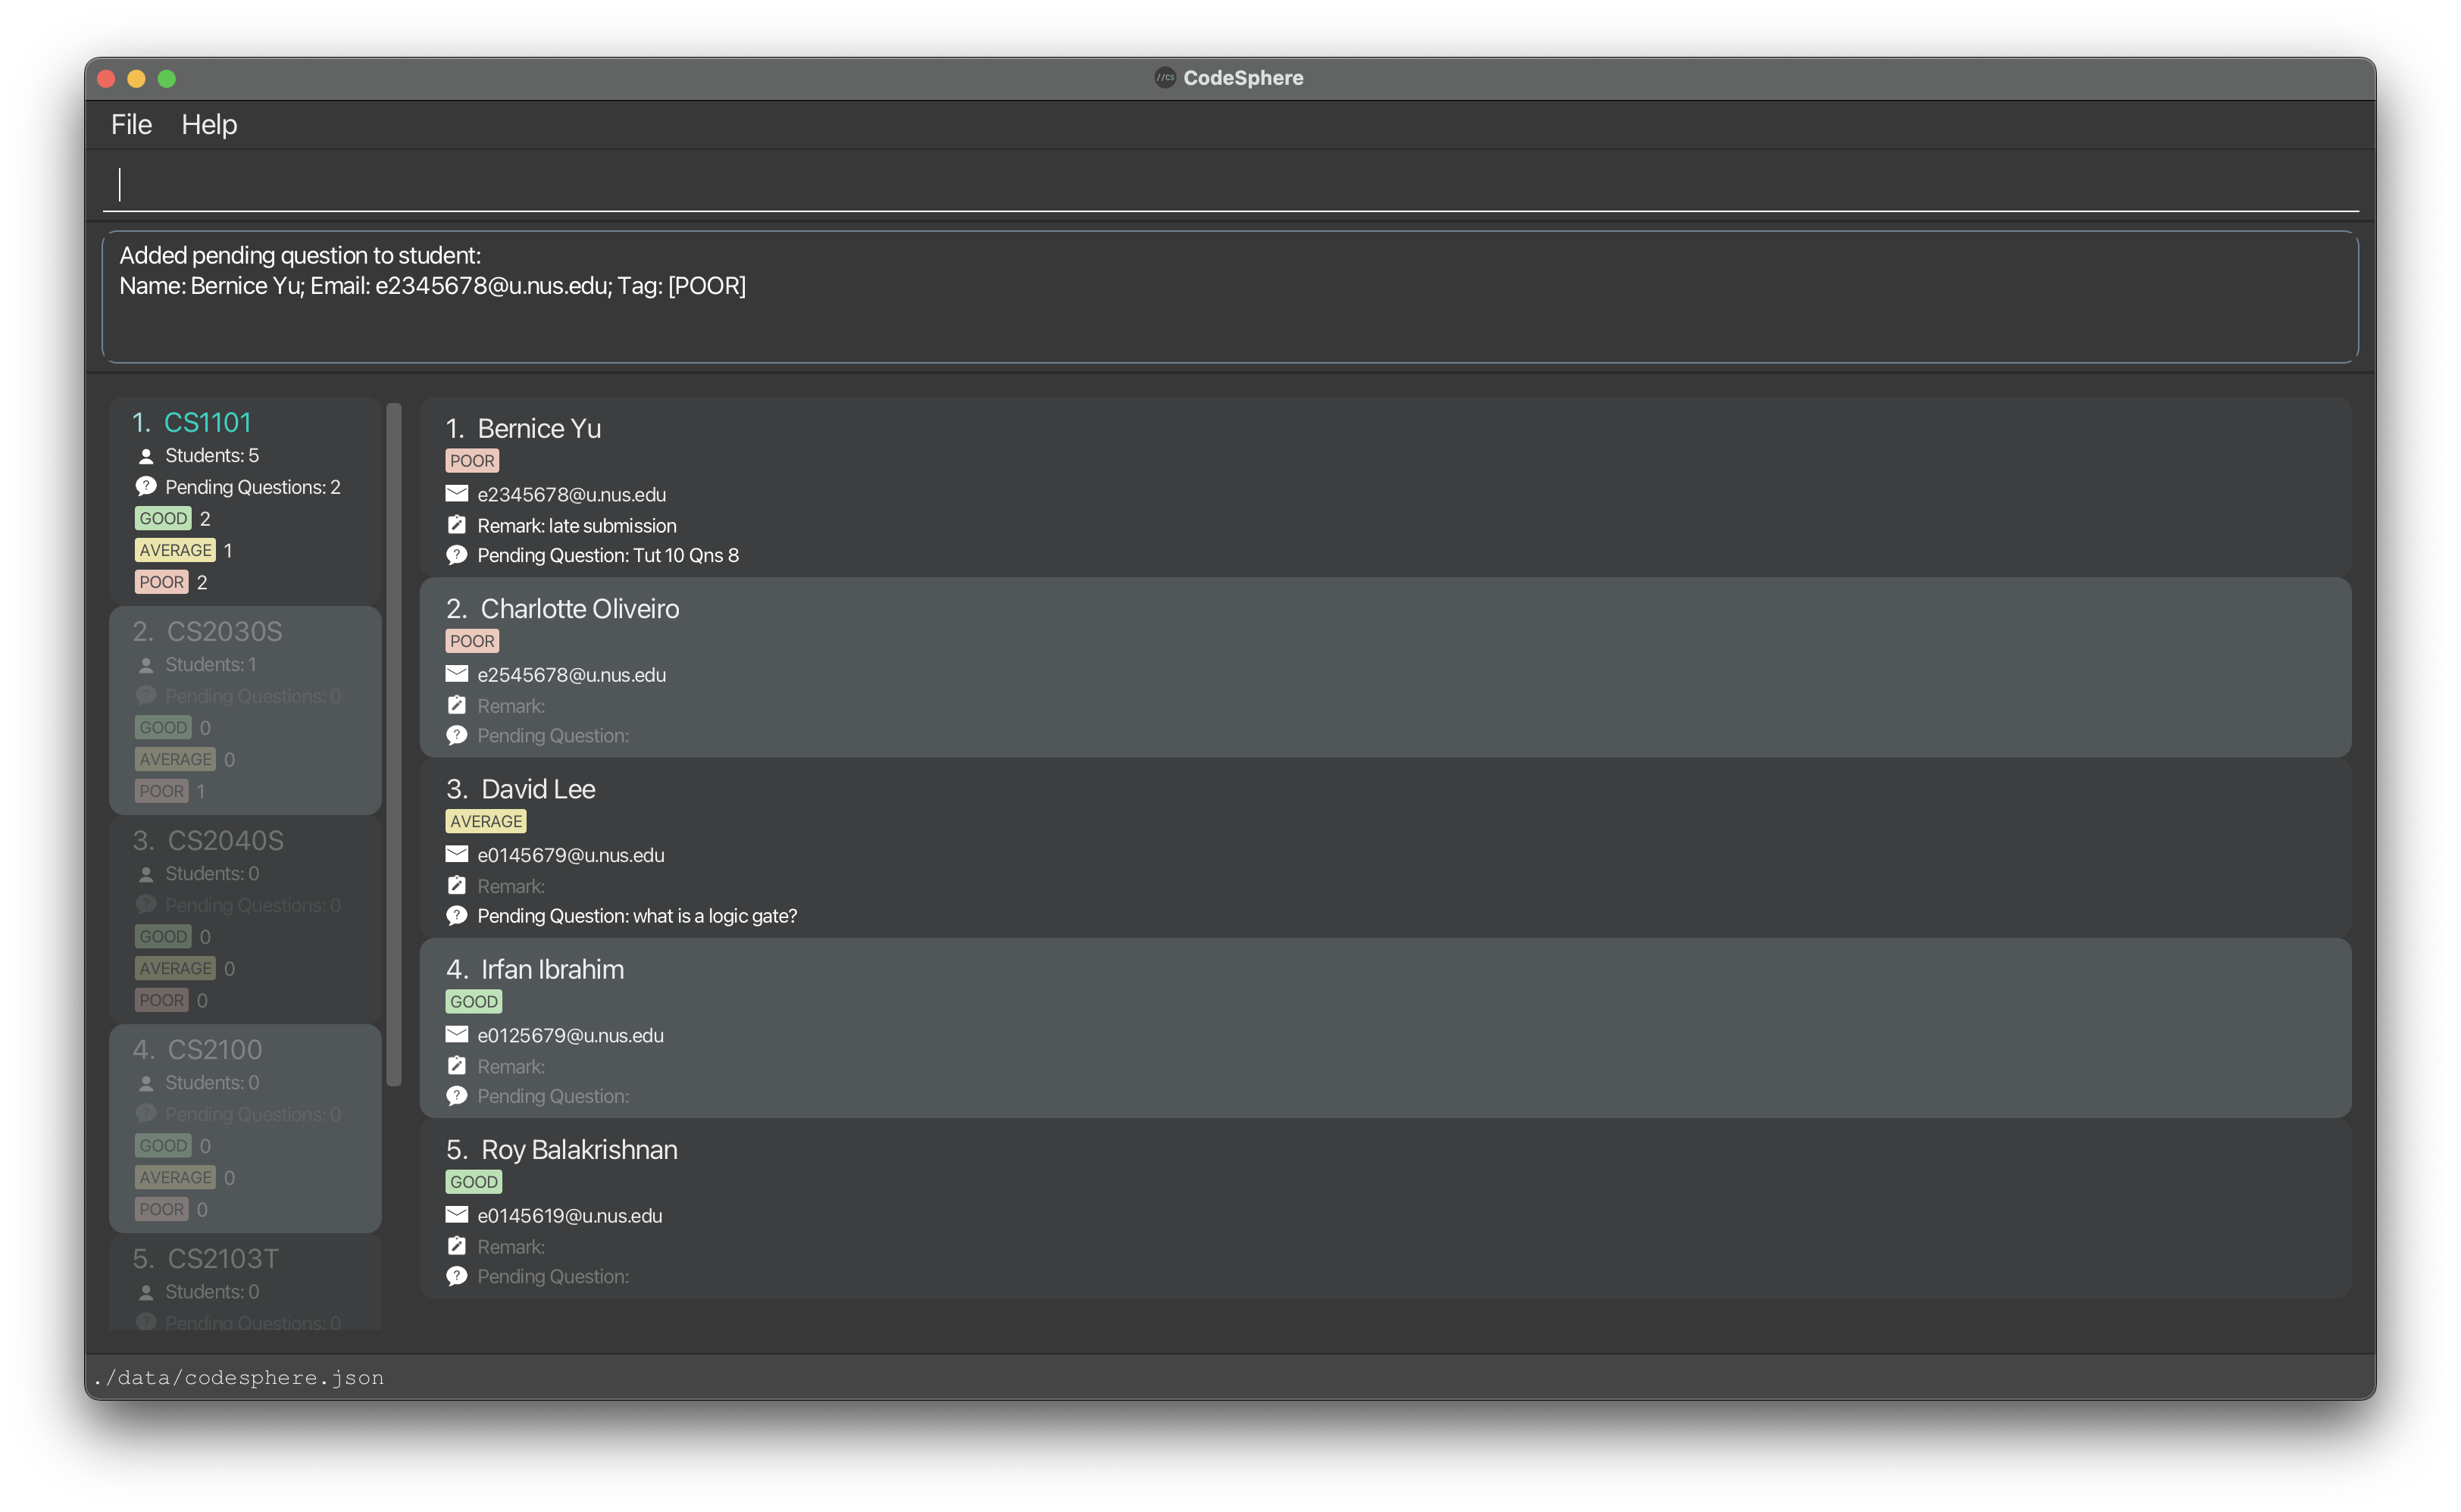 //CS CodeSphere
File Help
Added pending question to student:
Name: Bernice Yu; Email: e2345678@u.nus.edu; Tag: [POOR]
1. CS1101
Students: 5
Pending Questions: 2
GOOD 2
AVERAGE 1
POOR 2
2. CS2030S
Students: 1
Pending Questions: 0
GOOD 0
AVERAGE 0
POOR 1
3. CS2040S
Students: 0
Pending Questions: 0
GOOD 0
AVERAGE 0
POOR 0
4. CS2100
Students: 0
Pending Questions: 0
GOOD 0
AVERAGE 0
POOR 0
5. CS2103T
Students: 0
Pending Questions: 0
1. Bernice Yu
POOR
e2345678@u.nus.edu
Remark: late submission
Pending Question: Tut 10 Qns 8
2. Charlotte Oliveiro
POOR
e2545678@u.nus.edu
Remark:
Pending Question:
3. David Lee
AVERAGE
e0145679@u.nus.edu
Remark:
Pending Question: what is a logic gate?
4. Irfan Ibrahim
GOOD
e0125679@u.nus.edu
Remark:
Pending Question:
5. Roy Balakrishnan
GOOD
e0145619@u.nus.edu
Remark:
Pending Question:
./data/codesphere.json